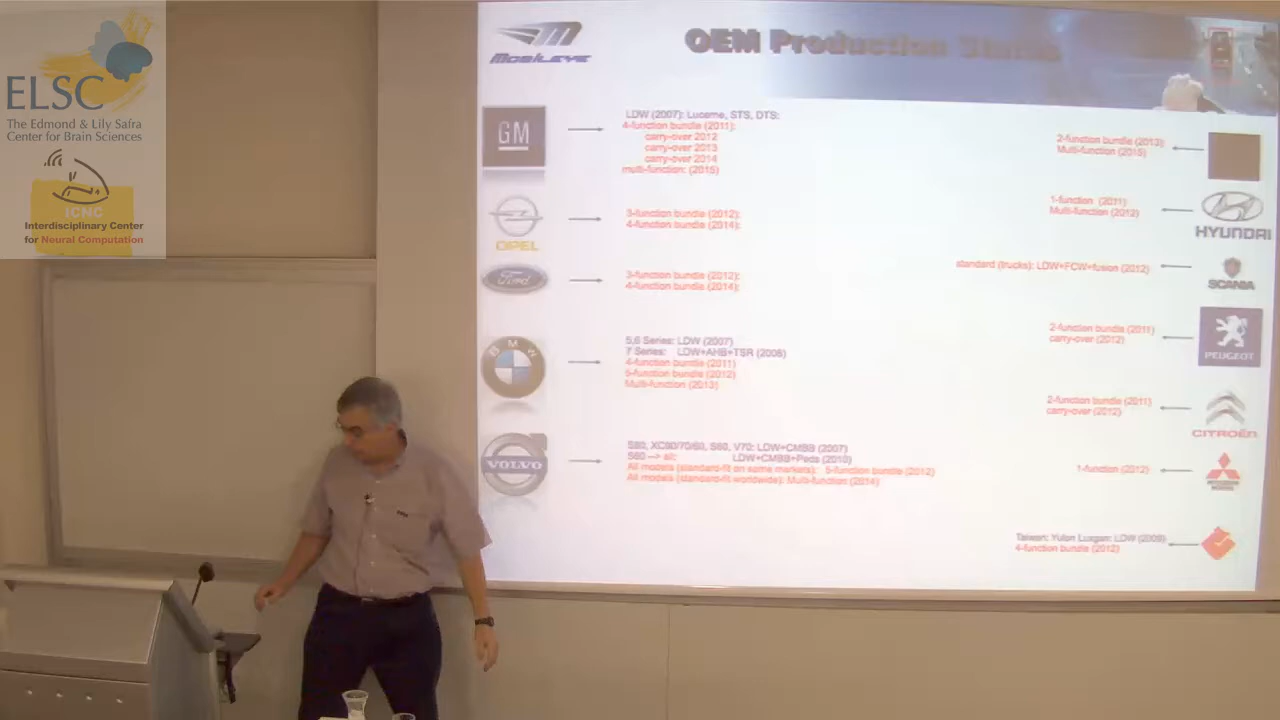 ELSC
The Edmond & Lily Safra
Center for Brain Sciences
ICNC
Interdisciplinary Center
for Neural Computation
MOBILEYE
OEM Production Status
GM
LDW (2007): Lucerne, STS, DTS:
4-function bundle (2011):
carry-over 2012
carry-over 2013
carry-over 2014
multi-function: (2015)
OPEL
3-function bundle (2012):
4-function bundle (2014):
Ford
3-function bundle (2012):
4-function bundle (2014):
BMW
5,6 Series: LDW (2007)
7 Series: LDW+AHB+TSR (2008)
4-function bundle (2011)
5-function bundle (2012)
Multi-function (2013)
VOLVO
S80, XC90/70/60, S60, V70: LDW+CMBB (2007)
S60 --> all: LDW+CMBB+Peds (2010)
All models (standard-fit on some markets): 5-function bundle (2012)
All models (standard-fit worldwide): Multi-function (2014)
2-function bundle (2013)
Multi-function (2015)
1-function (2011)
Multi-function (2012)
HYUNDAI
standard (trucks): LDW+FCW+fusion (2012)
SCANIA
2-function bundle (2011)
carry-over (2012)
PEUGEOT
2-function bundle (2011)
carry-over (2012)
CITROËN
1-function (2012)
MITSUBISHI
MOTORS
Taiwan: Yulon Luxgen: LDW (2009)
4-function bundle (2012)